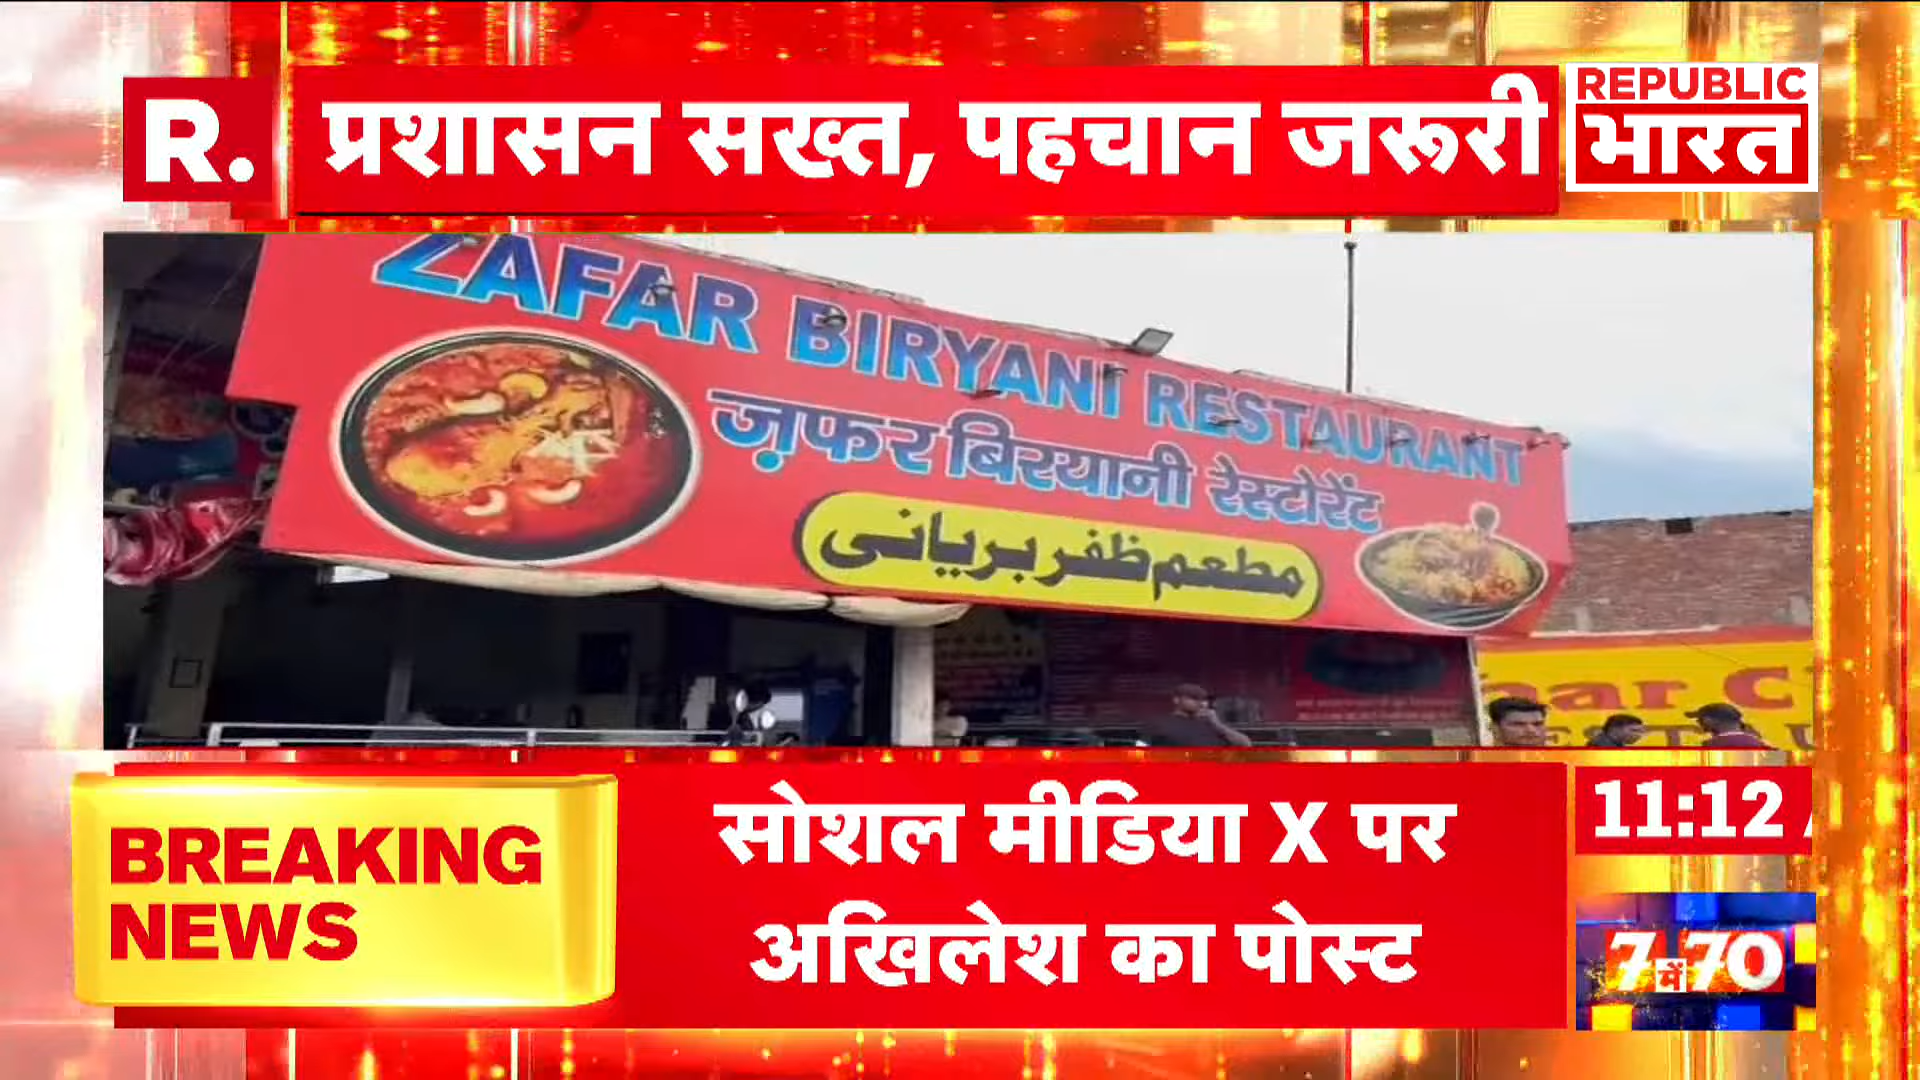 R.
प्रशासन सख्त, पहचान जरूरी
REPUBLIC
भारत
ZAFAR BIRYANI RESTAURANT
ज़फर बिरयानी रेस्टोरेंट
مطعم ظفر بریانی
aar C
BREAKING
NEWS
सोशल मीडिया X पर
अखिलेश का पोस्ट
11:12
7 में 70